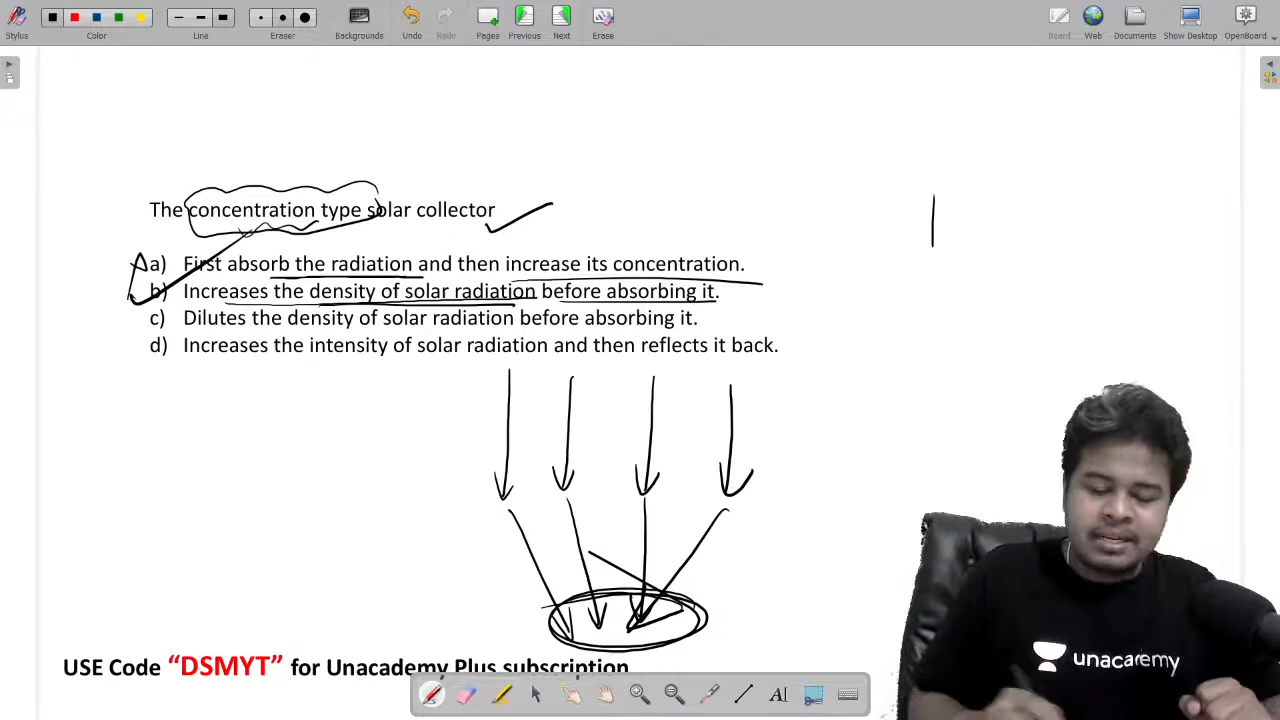 Stylus Color Line Eraser Backgrounds Undo Redo Pages Previous Next Erase Board Web Documents Show Desktop OpenBoard
The concentration type solar collector
a) First absorb the radiation and then increase its concentration.
b) Increases the density of solar radiation before absorbing it.
c) Dilutes the density of solar radiation before absorbing it.
d) Increases the intensity of solar radiation and then reflects it back.
unacademy
USE Code “DSMYT” for Unacademy Plus subscription
AI